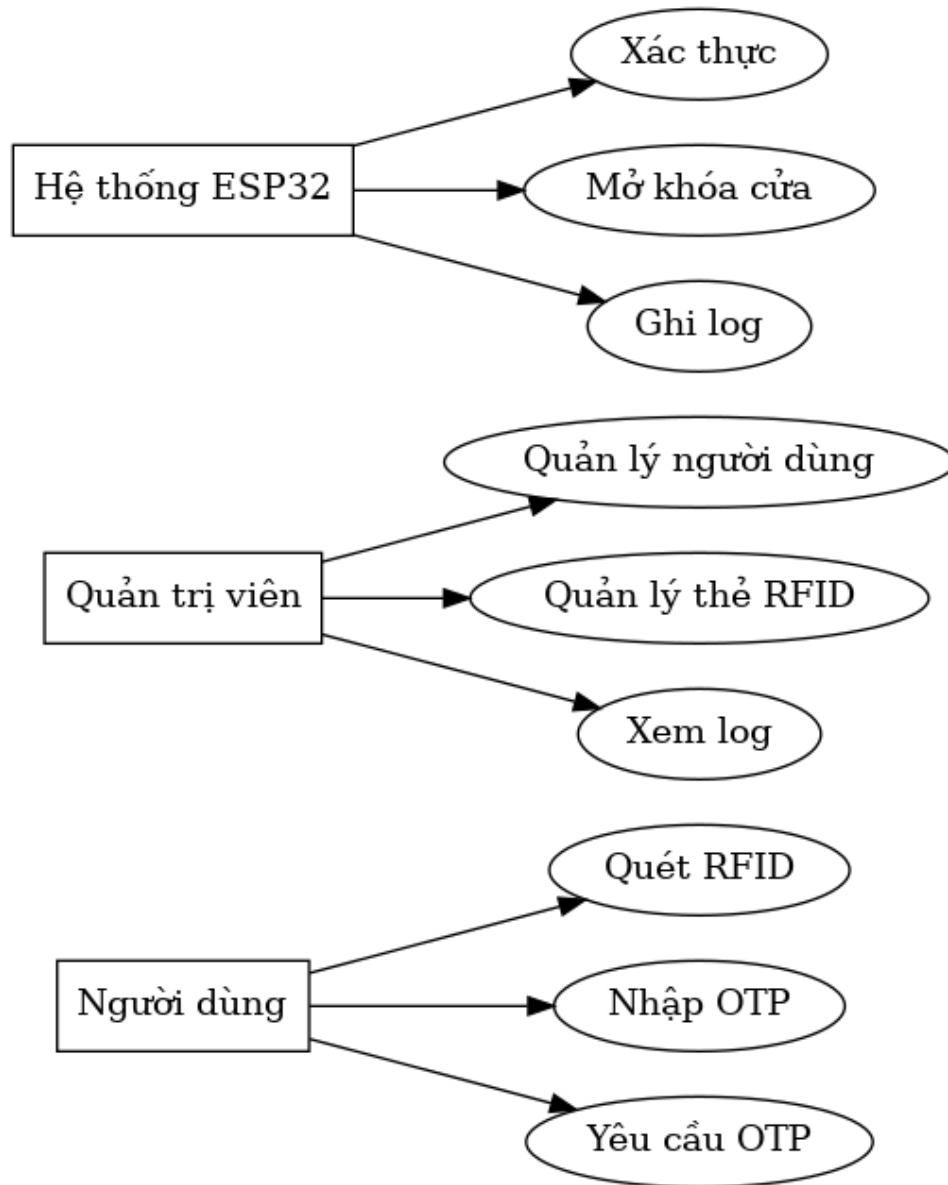 Xác thực
Hệ thống ESP32
Mở khóa cửa
Ghi log
Quản lý người dùng
Quản trị viên
Quản lý thẻ RFID
Xem log
Quét RFID
Người dùng
Nhập OTP
Yêu cầu OTP